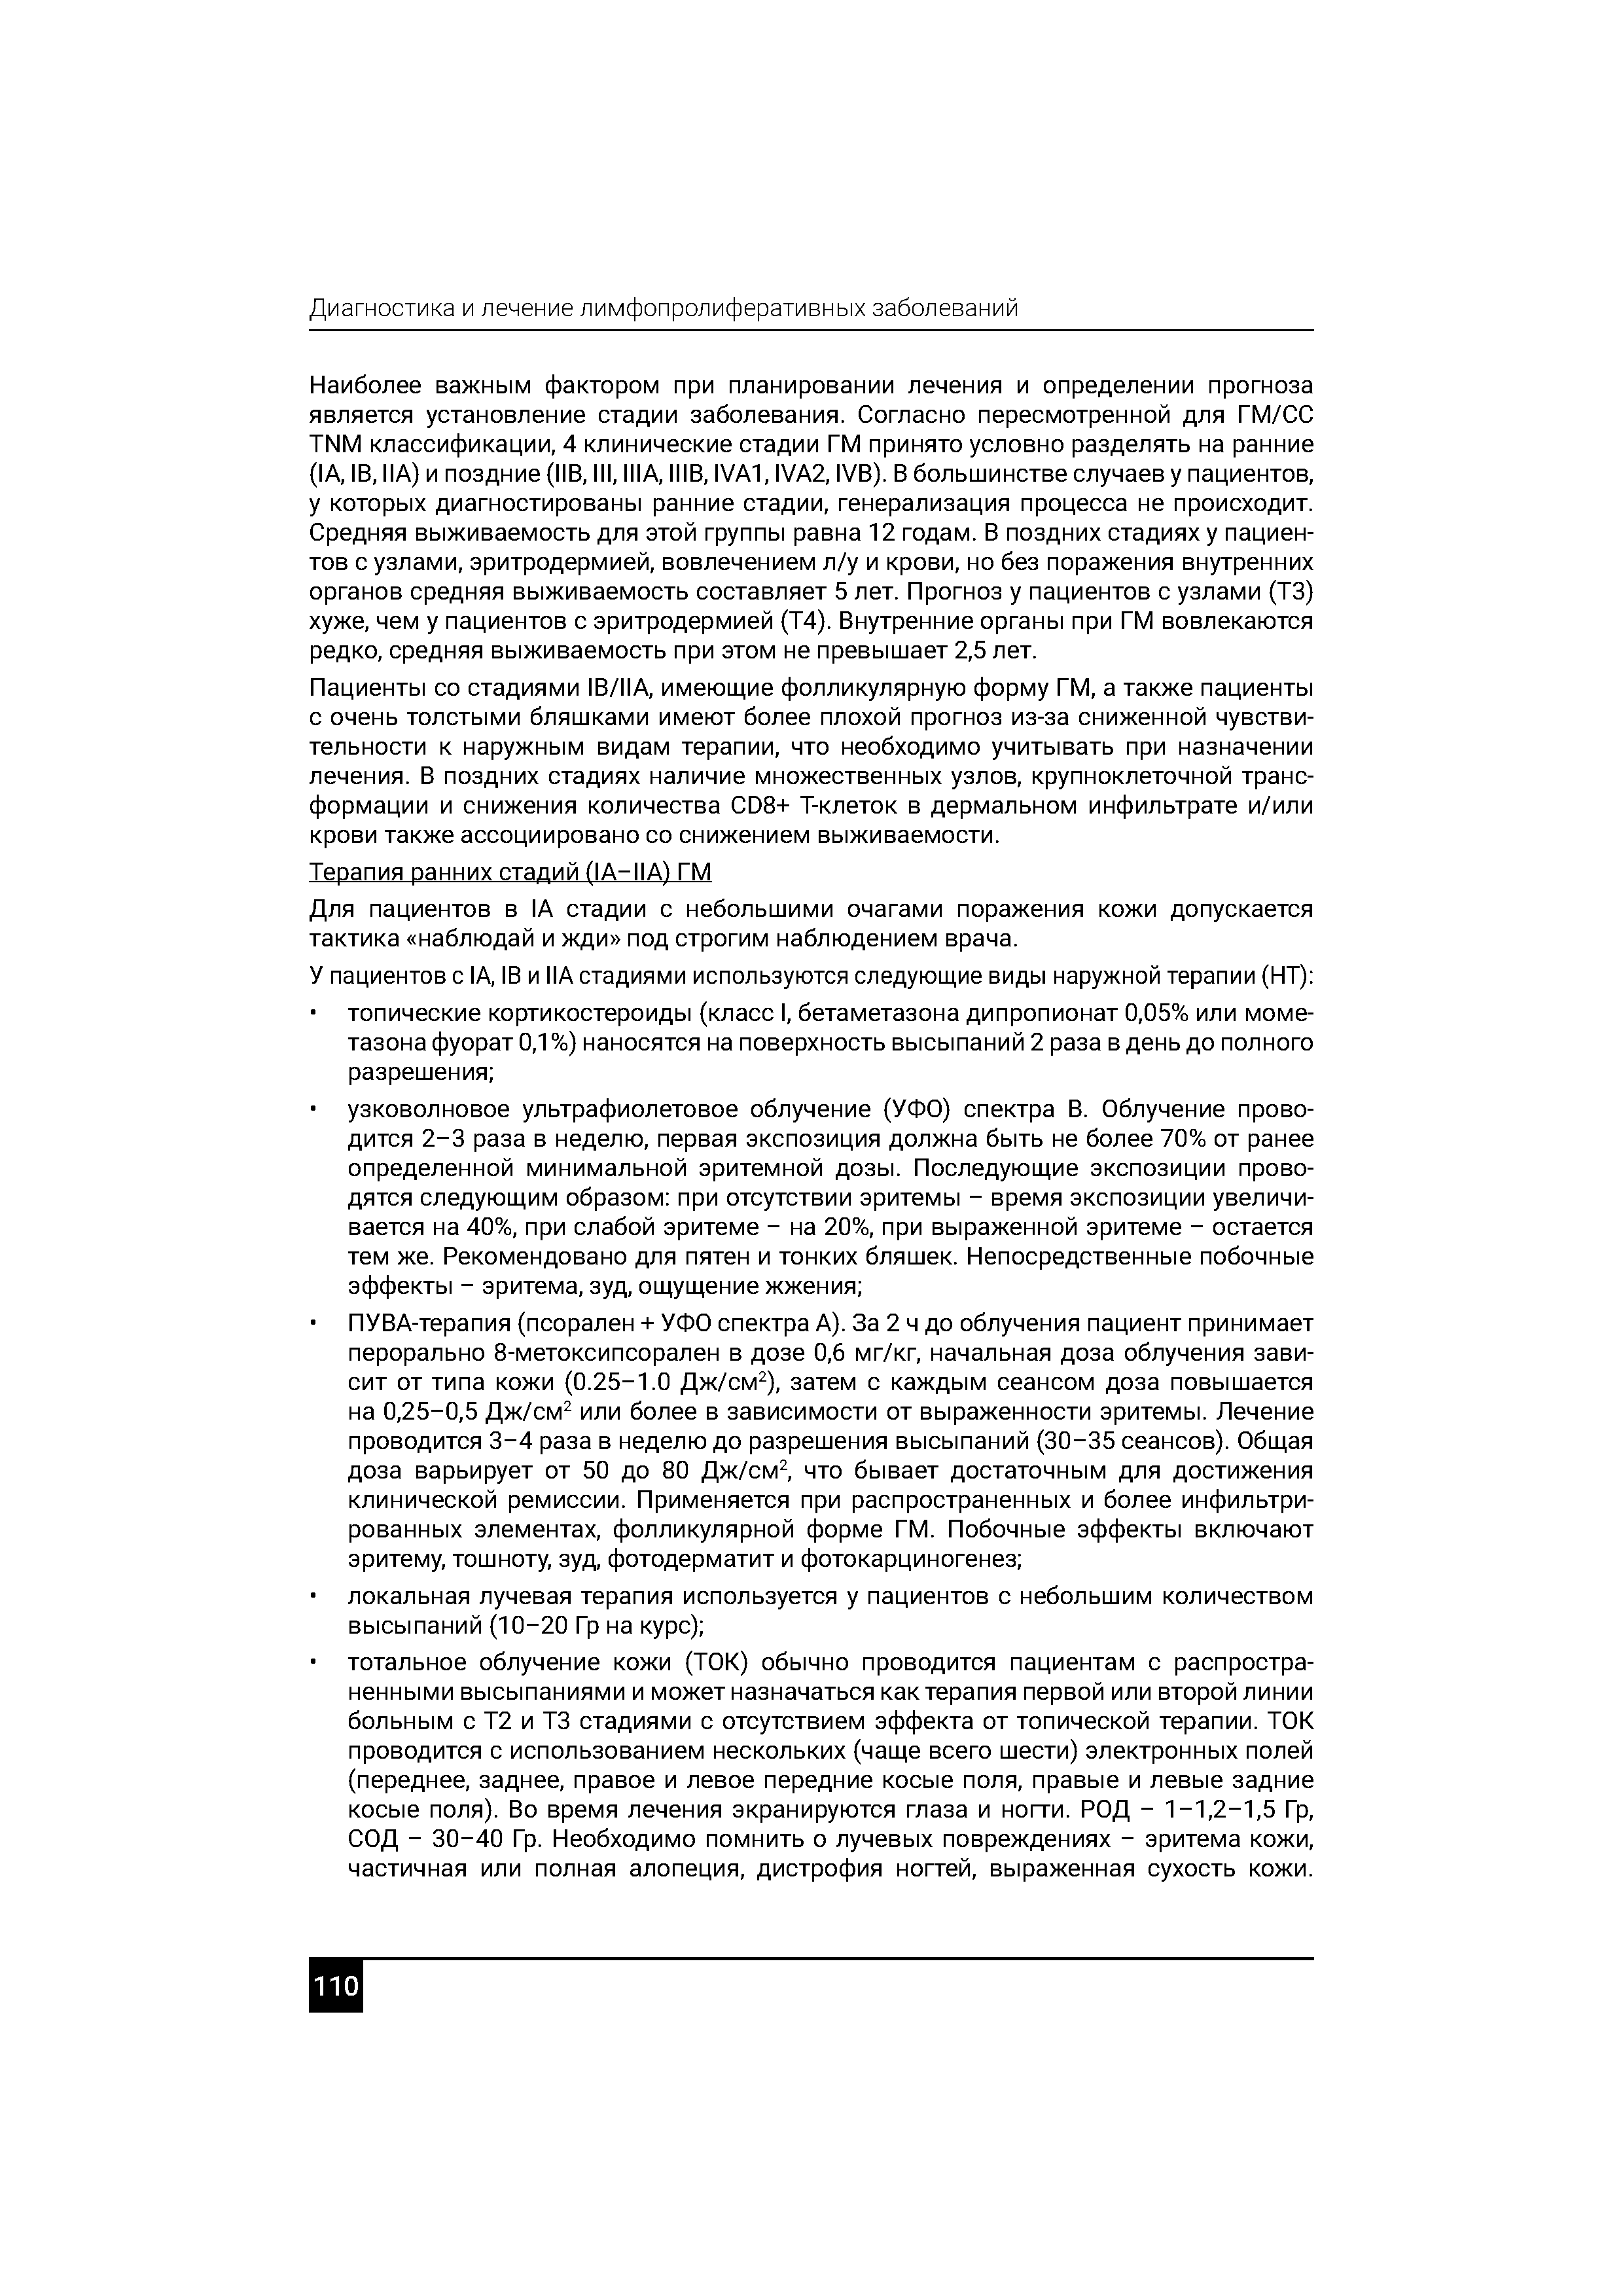 Диагностика и лечение лимфопролиферативных заболеваний
Наиболее важным фактором при планировании лечения и определении прогноза
является установление стадии заболевания. Согласно пересмотренной для ГМ/СС
TNM классификации, 4 клинические стадии ГМ принято условно разделять на ранние
(IA, IB, IIA) и поздние (IIB, III, IIIA, IIIB, IVA1, IVA2, IVB). В большинстве случаев у пациентов,
у которых диагностированы ранние стадии, генерализация процесса не происходит.
Средняя выживаемость для этой группы равна 12 годам. В поздних стадиях у пациен-
тов с узлами, эритродермией, вовлечением л/у и крови, но без поражения внутренних
органов средняя выживаемость составляет 5 лет. Прогноз у пациентов с узлами (Т3)
хуже, чем у пациентов с эритродермией (Т4). Внутренние органы при ГМ вовлекаются
редко, средняя выживаемость при этом не превышает 2,5 лет.
Пациенты со стадиями IB/IIA, имеющие фолликулярную форму ГМ, а также пациенты
с очень толстыми бляшками имеют более плохой прогноз из-за сниженной чувстви-
тельности к наружным видам терапии, что необходимо учитывать при назначении
лечения. В поздних стадиях наличие множественных узлов, крупноклеточной транс-
формации и снижения количества CD8+ Т-клеток в дермальном инфильтрате и/или
крови также ассоциировано со снижением выживаемости.
Терапия ранних стадий (IA–IIA) ГМ
Для пациентов в IA стадии с небольшими очагами поражения кожи допускается
тактика «наблюдай и жди» под строгим наблюдением врача.
У пациентов с IA, IB и IIA стадиями используются следующие виды наружной терапии (НТ):
• топические кортикостероиды (класс I, бетаметазона дипропионат 0,05% или моме-
тазона фуорат 0,1%) наносятся на поверхность высыпаний 2 раза в день до полного
разрешения;
• узковолновое ультрафиолетовое облучение (УФО) спектра В. Облучение прово-
дится 2–3 раза в неделю, первая экспозиция должна быть не более 70% от ранее
определенной минимальной эритемной дозы. Последующие экспозиции прово-
дятся следующим образом: при отсутствии эритемы – время экспозиции увеличи-
вается на 40%, при слабой эритеме – на 20%, при выраженной эритеме – остается
тем же. Рекомендовано для пятен и тонких бляшек. Непосредственные побочные
эффекты – эритема, зуд, ощущение жжения;
• ПУВА-терапия (псорален + УФО спектра А). За 2 ч до облучения пациент принимает
перорально 8-метоксипсорален в дозе 0,6 мг/кг, начальная доза облучения зави-
сит от типа кожи (0.25–1.0 Дж/см²), затем с каждым сеансом доза повышается
на 0,25–0,5 Дж/см² или более в зависимости от выраженности эритемы. Лечение
проводится 3–4 раза в неделю до разрешения высыпаний (30–35 сеансов). Общая
доза варьирует от 50 до 80 Дж/см², что бывает достаточным для достижения
клинической ремиссии. Применяется при распространенных и более инфильтри-
рованных элементах, фолликулярной форме ГМ. Побочные эффекты включают
эритему, тошноту, зуд, фотодерматит и фотокарциногенез;
• локальная лучевая терапия используется у пациентов с небольшим количеством
высыпаний (10–20 Гр на курс);
• тотальное облучение кожи (ТОК) обычно проводится пациентам с распростра-
ненными высыпаниями и может назначаться как терапия первой или второй линии
больным с Т2 и Т3 стадиями с отсутствием эффекта от топической терапии. ТОК
проводится с использованием нескольких (чаще всего шести) электронных полей
(переднее, заднее, правое и левое передние косые поля, правые и левые задние
косые поля). Во время лечения экранируются глаза и ногти. РОД – 1–1,2–1,5 Гр,
СОД – 30–40 Гр. Необходимо помнить о лучевых повреждениях – эритема кожи,
частичная или полная алопеция, дистрофия ногтей, выраженная сухость кожи.
110